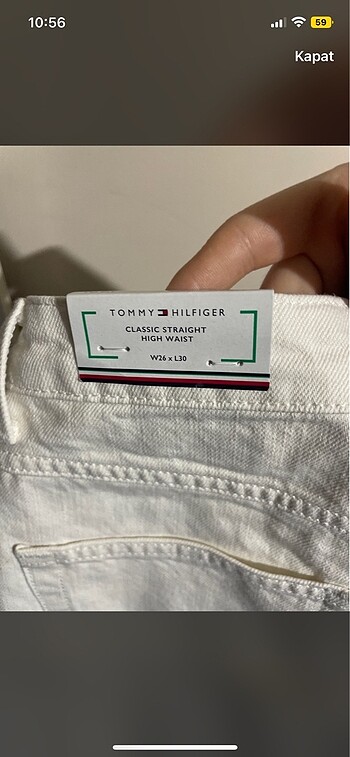 10:56
59
Kapat
TOMMY HILFIGER
CLASSIC STRAIGHT
HIGH WAIST
W26 x L30